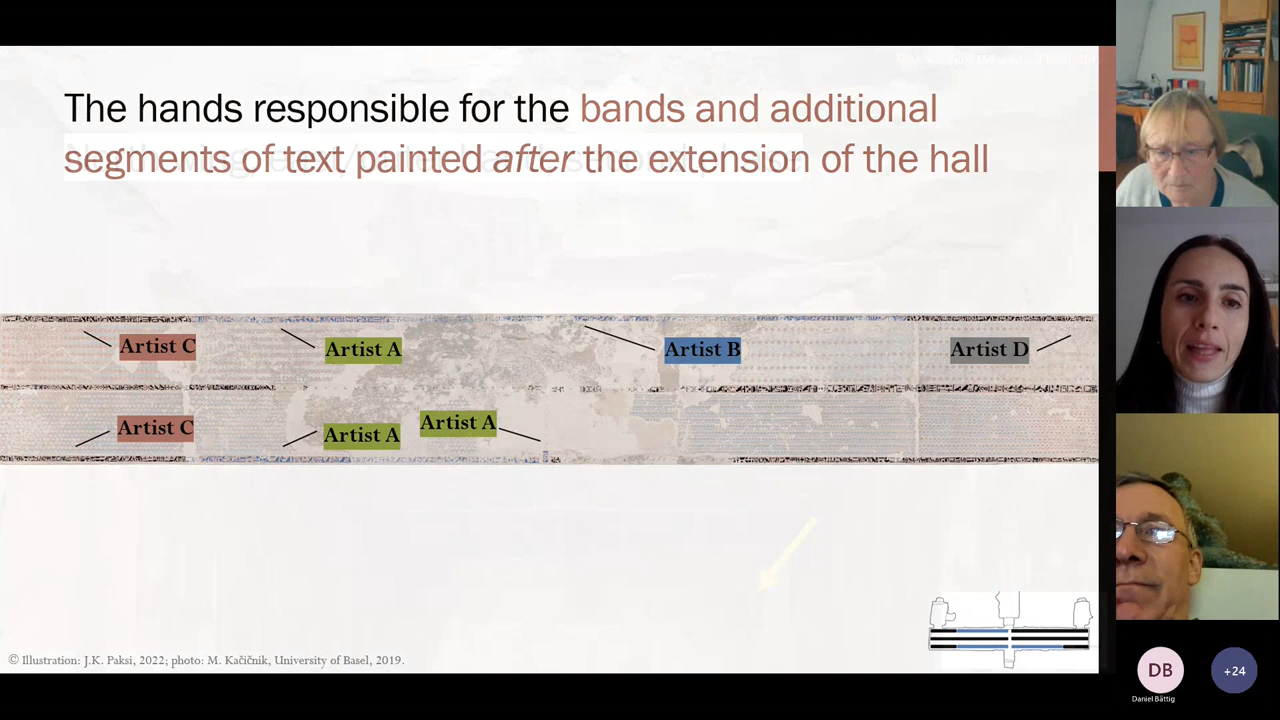 The hands responsible for the bands and additional
segments of text painted after the extension of the hall
Artist C
Artist A
Artist B
Artist D
Artist C
Artist A
Artist A
© Illustration: J.K. Paksi, 2022; photo: M. Kačičnik, University of Basel, 2019.
DB
+24
Daniel Bättig